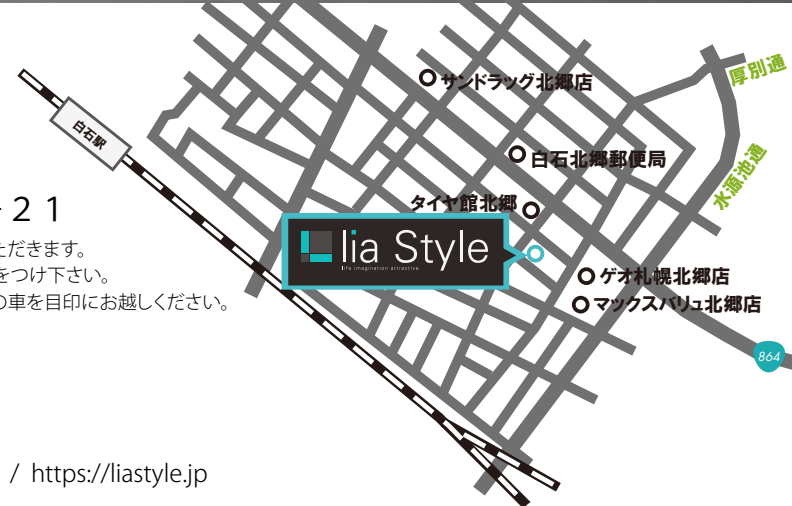 厚別通
サンドラッグ北郷店
白石駅
白石北郷郵便局
水源池通
タイヤ館北郷
21
ただきます。
lia Style
life imagination attractive
をつけ下さい。
ゲオ札幌北郷店
の車を目印にお越しください。
マックスバリュ北郷店
864
/ https://liastyle.jp